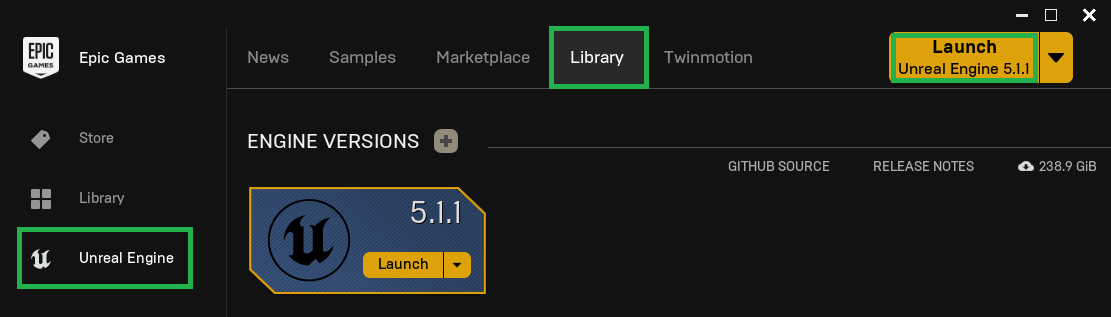 EPIC
GAMES
Epic Games
Store
Library
Unreal Engine
News
Samples
Marketplace
Library
Twinmotion
Launch
Unreal Engine 5.1.1
ENGINE VERSIONS
GITHUB SOURCE
RELEASE NOTES
238.9 GiB
5.1.1
Launch